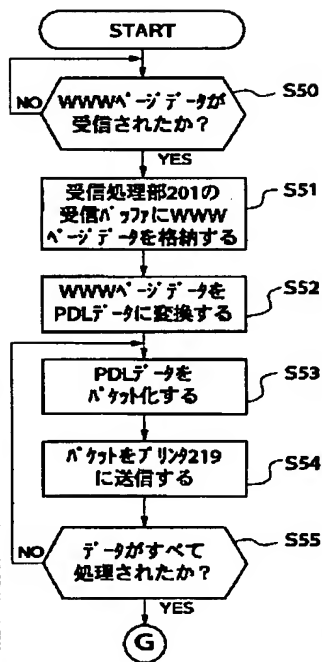 START
WWWページデータが
受信されたか？
S50
NO
YES
受信処理部201の
受信バッファにWWW
ページデータを格納する
S51
WWWページデータを
PDLデータに変換する
S52
PDLデータを
パケット化する
S53
パケットをプリンタ219
に送信する
S54
データがすべて
処理されたか？
S55
NO
YES
G